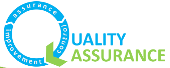 assurance
control
improvement
QUALITY
ASSURANCE